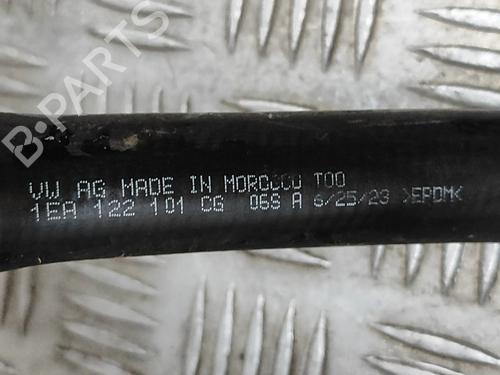 B-PARTS
VW AG MADE IN MOROCCO TOO
1EA 122 101 CG 06S A 6/25/23 >EPDM<